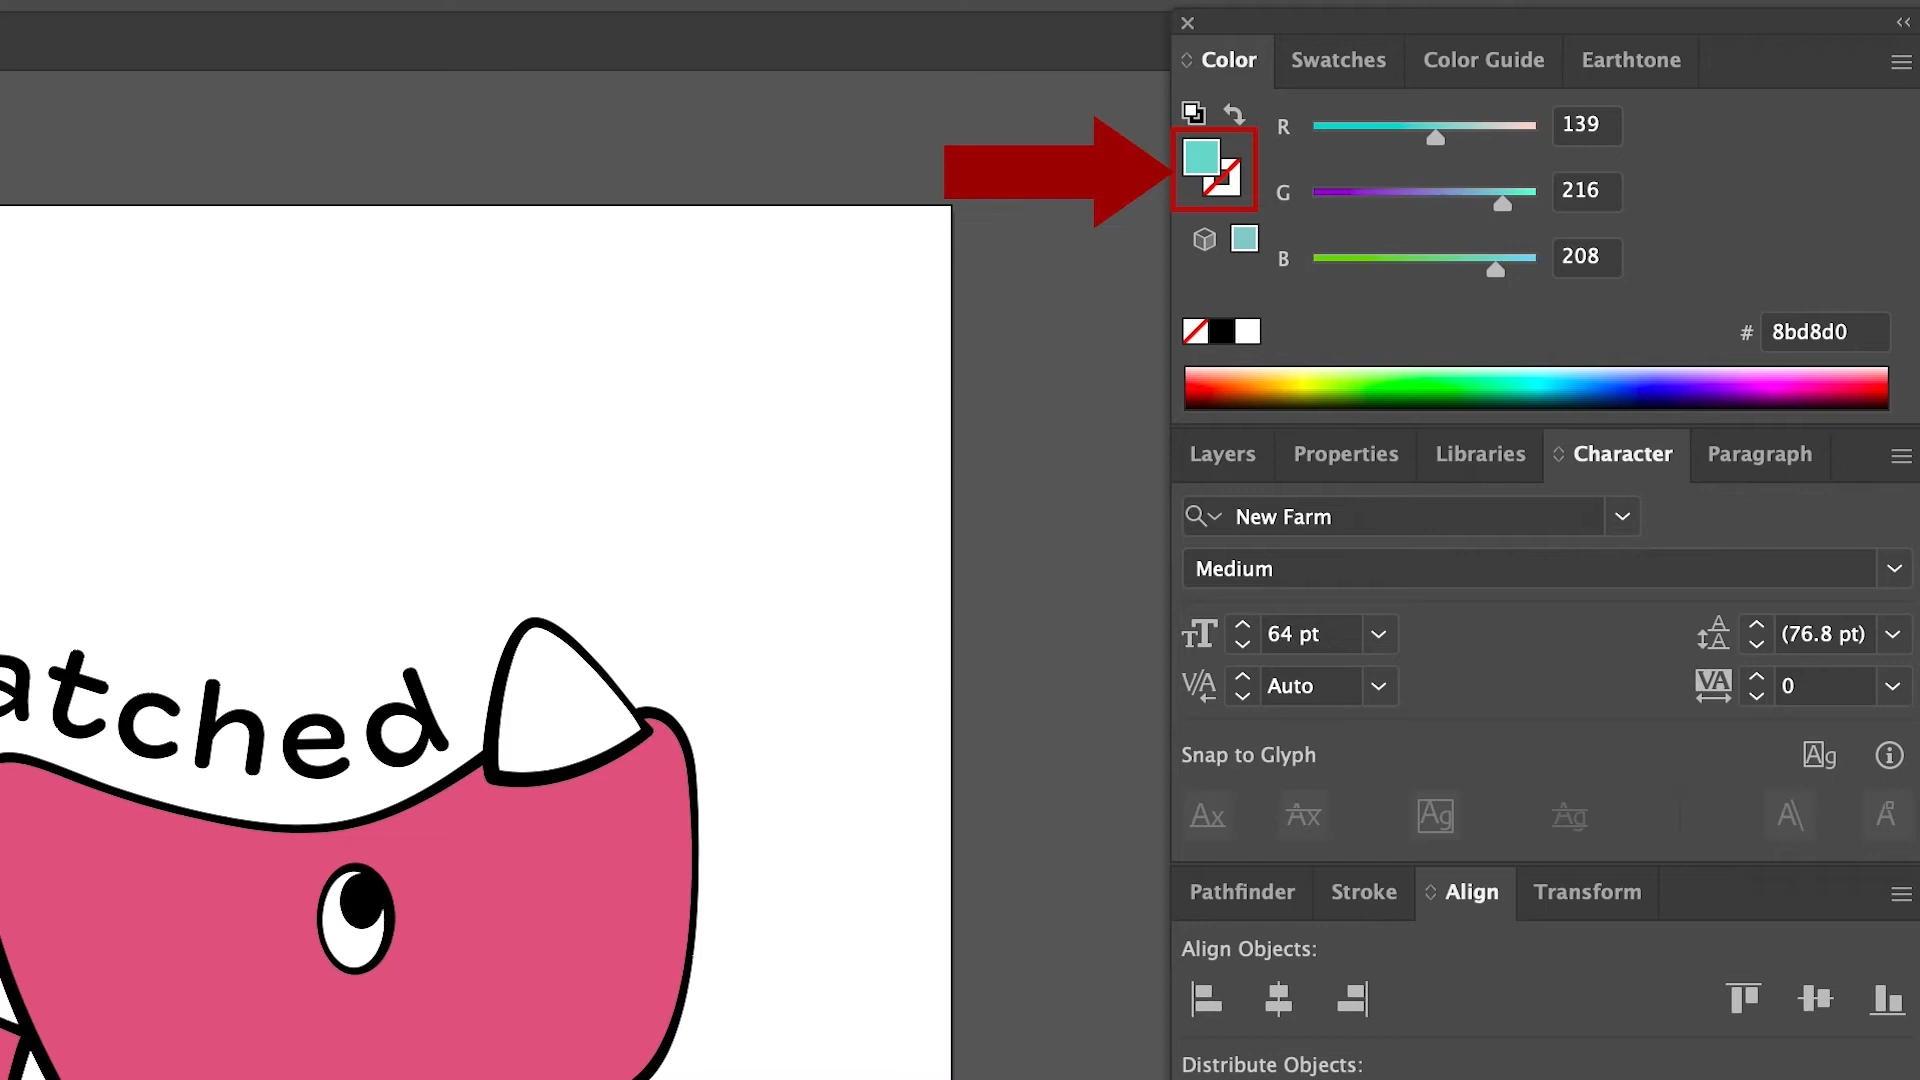 Color Swatches Color Guide Earthtone
R 139
G 216
B 208
# 8bd8d0
Layers Properties Libraries Character Paragraph
New Farm
Medium
64 pt (76.8 pt)
Auto 0
Snap to Glyph
atched
Pathfinder Stroke Align Transform
Align Objects:
Distribute Objects: